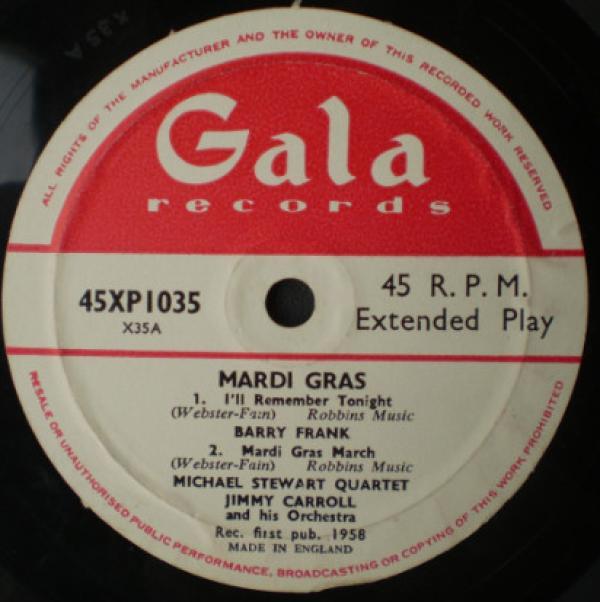 ALL RIGHTS OF THE MANUFACTURER AND THE OWNER OF THIS RECORDED WORK RESERVED
Gala
records
45XP1035
X35A
45 R.P.M.
Extended Play
MARDI GRAS
1. I'll Remember Tonight
(Webster-Fain) Robbins Music
BARRY FRANK
2. Mardi Gras March
(Webster-Fain) Robbins Music
MICHAEL STEWART QUARTET
JIMMY CARROLL
and his Orchestra
Rec. first pub. 1958
MADE IN ENGLAND
RESALE OR UNAUTHORISED PUBLIC PERFORMANCE, BROADCASTING OR COPYING OF THIS WORK PROHIBITED